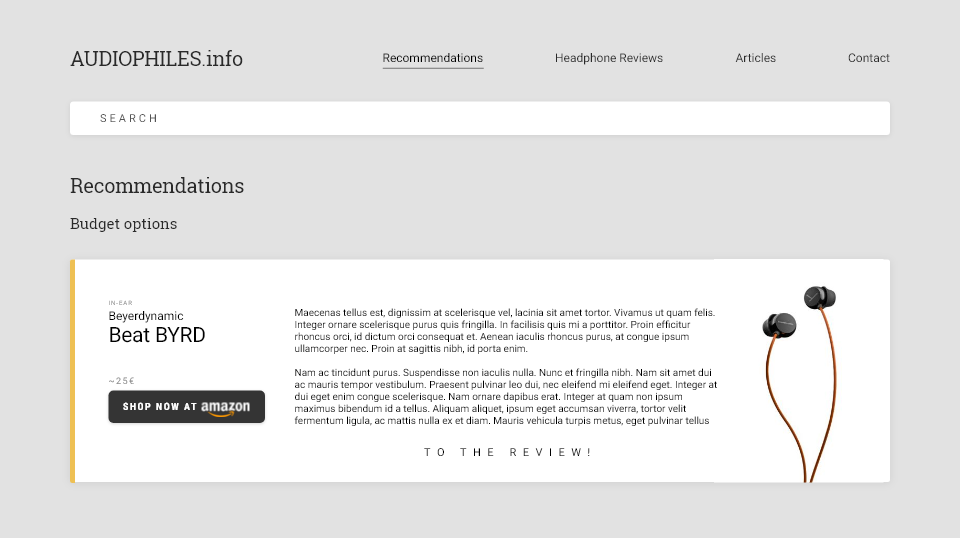 AUDIOPHILES.info
Recommendations
Headphone Reviews
Articles
Contact
SEARCH
Recommendations
Budget options
IN-EAR
Beyerdynamic
Beat BYRD
~25€
SHOP NOW AT amazon
Maecenas tellus est, dignissim at scelerisque vel, lacinia sit amet tortor. Vivamus ut quam felis.
Integer ornare scelerisque purus quis fringilla. In facilisis quis mi a porttitor. Proin efficitur
rhoncus orci, id dictum orci consequat et. Aenean iaculis rhoncus purus, at congue ipsum
ullamcorper nec. Proin at sagittis nibh, id porta enim.
Nam ac tincidunt purus. Suspendisse non iaculis nulla. Nunc et fringilla nibh. Nam sit amet dui
ac mauris tempor vestibulum. Praesent pulvinar leo dui, nec eleifend mi eleifend eget. Integer at
dui eget enim congue scelerisque. Nam ornare dapibus erat. Integer at quam non ipsum
maximus bibendum id a tellus. Aliquam aliquet, ipsum eget accumsan viverra, tortor velit
fermentum ligula, ac mattis nulla ex et diam. Mauris vehicula turpis metus, eget pulvinar tellus
TO THE REVIEW!